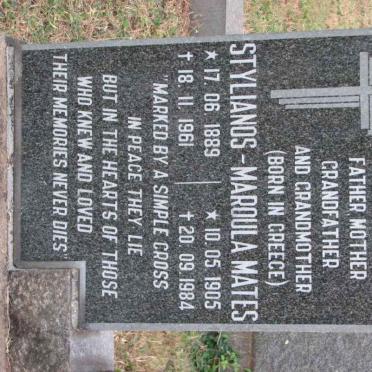 FATHER, MOTHER
GRANDFATHER
AND GRANDMOTHER
(BORN IN GREECE)
STYLIANOS - MAROULA MATES
★ 17 06 1889 ★ 10 05 1905
† 18 11 1961 † 20 09 1984
"MARKED BY A SIMPLE CROSS
IN PEACE THEY LIE
BUT IN THE HEARTS OF THOSE
WHO KNEW AND LOVED
THEIR MEMORIES NEVER DIES"